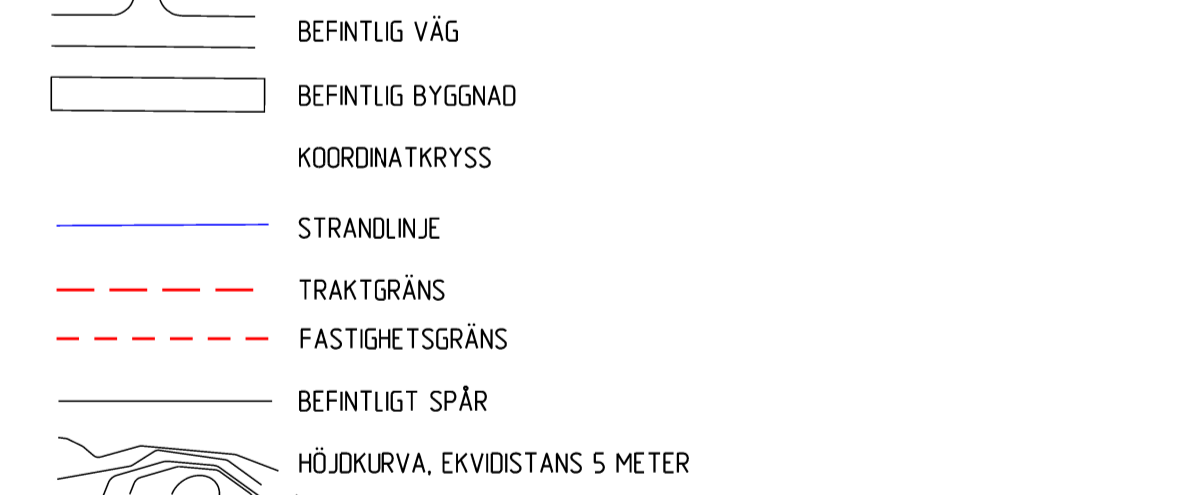 BEFINTLIG VÄG
BEFINTLIG BYGGNAD
KOORDINATKRYSS
STRANDLINJE
TRAKTGRÄNS
FASTIGHETSGRÄNS
BEFINTLIGT SPÅR
HÖJDKURVA, EKVIDISTANS 5 METER